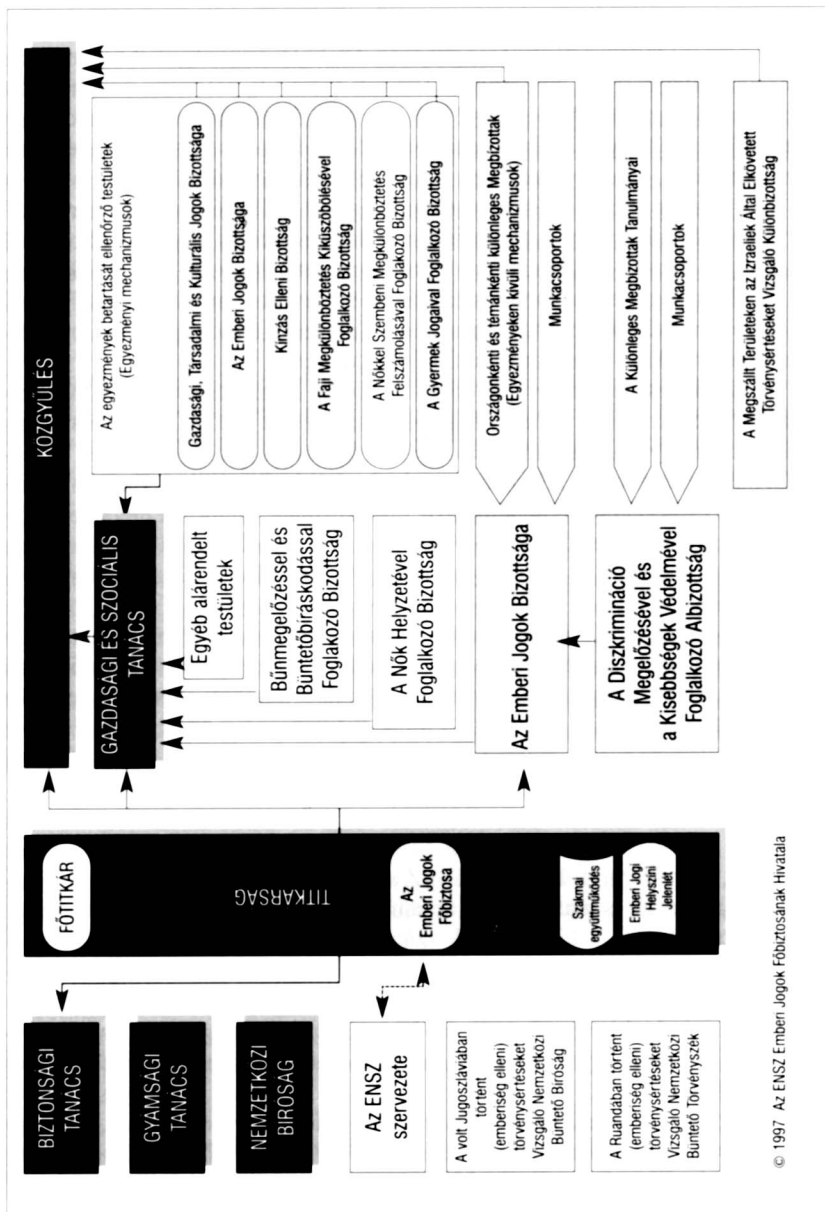 BIZTONSÁGI
TANÁCS
GYÁMSÁGI
TANÁCS
NEMZETKÖZI
BÍRÓSÁG
Az ENSZ
szervezete
A volt Jugoszláviában
történt
(emberiség elleni)
törvénysértéseket
Vizsgáló Nemzetközi
Büntető Bíróság
A Ruandában történt
(emberiség elleni)
törvénysértéseket
Vizsgáló Nemzetközi
Büntető Törvényszék
FŐTITKÁR
TITKÁRSÁG
Az
Emberi Jogok
Főbiztosa
Szakmai
együttműködés
Emberi Jogi
Helyszíni
Jelenlét
KÖZGYŰLÉS
GAZDASÁGI ÉS SZOCIÁLIS
TANÁCS
Egyéb alárendelt
testületek
Bűnmegelőzéssel és
Büntetőbíráskodással
Foglakozó Bizottság
A Nők Helyzetével
Foglalkozó Bizottság
Az Emberi Jogok Bizottsága
A Diszkrimináció
Megelőzésével és
a Kisebbségek Védelmével
Foglalkozó Albizottság
Az egyezmények betartását ellenőrző testületek
(Egyezményi mechanizmusok)
Gazdasági, Társadalmi és Kulturális Jogok Bizottsága
Az Emberi Jogok Bizottsága
Kínzás Elleni Bizottság
A Faji Megkülönböztetés Kiküszöbölésével
Foglalkozó Bizottság
A Nőkkel Szembeni Megkülönböztetés
Felszámolásával Foglakozó Bizottság
A Gyermek Jogaival Foglalkozó Bizottság
Országonkénti és témánkénti különleges Megbízottak
(Egyezményeken kívüli mechanizmusok)
Munkacsoportok
A Különleges Megbízottak Tanulmányai
Munkacsoportok
A Megszállt Területeken az Izraeliek Által Elkövetett
Törvénysértéseket Vizsgáló Különbizottság
© 1997 Az ENSZ Emberi Jogok Főbiztosának Hivatala